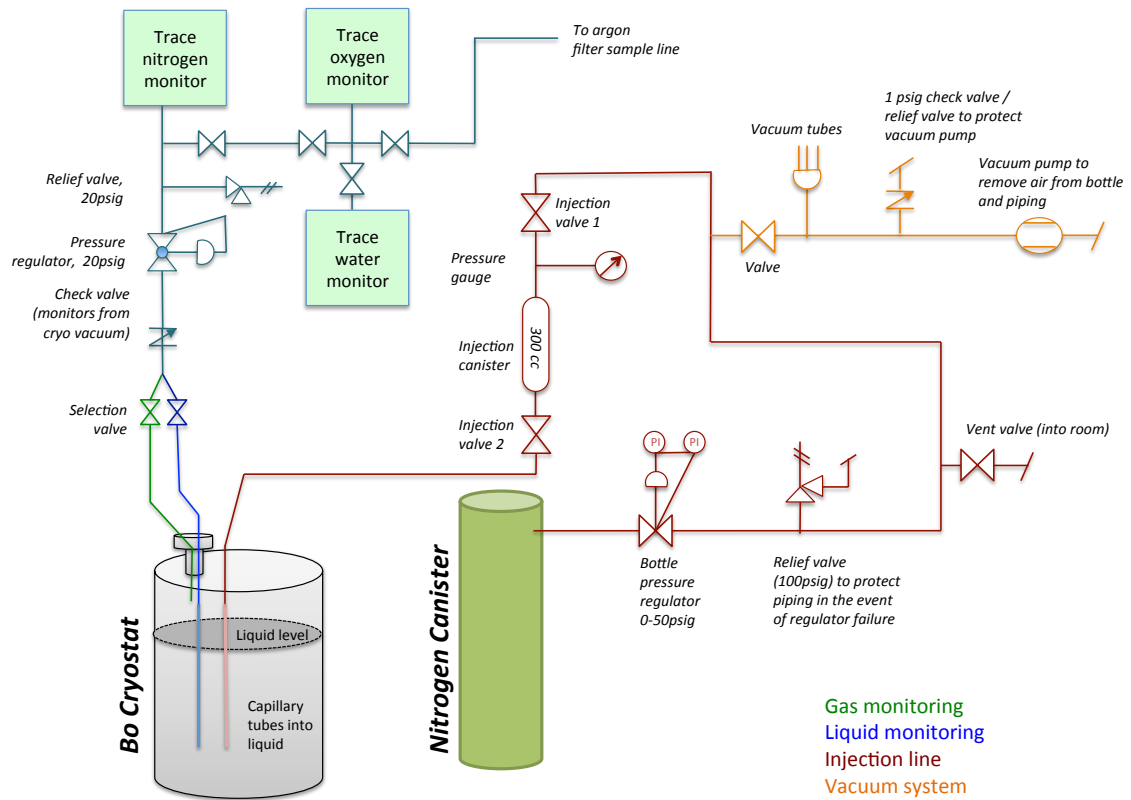 Trace
nitrogen
monitor
Trace
oxygen
monitor
To argon
filter sample line
1 psig check valve /
relief valve to protect
vacuum pump
Vacuum tubes
Vacuum pump to
remove air from bottle
and piping
Relief valve,
20psig
Injection
valve 1
Trace
water
monitor
Pressure
regulator, 20psig
Pressure
gauge
Valve
Check valve
(monitors from
cryo vacuum)
Injection
canister
300 cc
Selection
valve
Injection
valve 2
Vent valve (into room)
PI
PI
Bottle
pressure
regulator
0-50psig
Relief valve
(100psig) to protect
piping in the event
of regulator failure
Liquid level
Capillary
tubes into
liquid
Bo Cryostat
Nitrogen Canister
Gas monitoring
Liquid monitoring
Injection line
Vacuum system